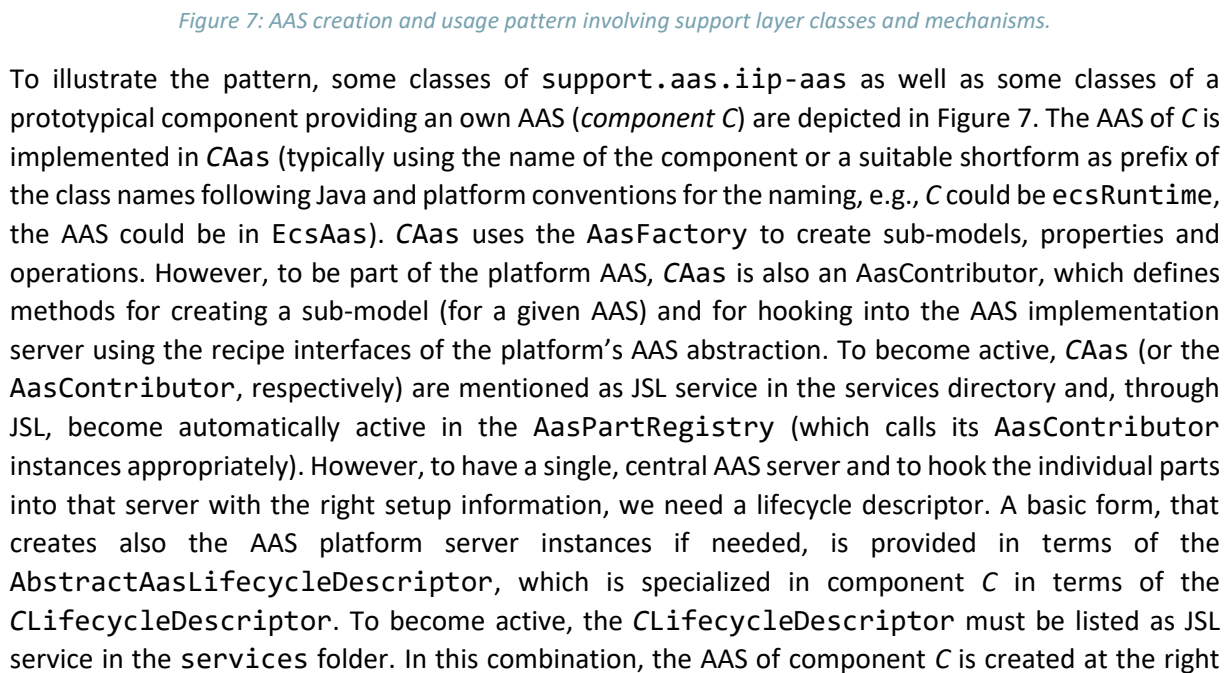 Figure 7: AAS creation and usage pattern involving support layer classes and mechanisms.
To illustrate the pattern, some classes of support.aas.iip-aas as well as some classes of a
prototypical component providing an own AAS (component C) are depicted in Figure 7. The AAS of C is
implemented in CAas (typically using the name of the component or a suitable shortform as prefix of
the class names following Java and platform conventions for the naming, e.g., C could be ecsRuntime,
the AAS could be in EcsAas). CAas uses the AasFactory to create sub-models, properties and
operations. However, to be part of the platform AAS, CAas is also an AasContributor, which defines
methods for creating a sub-model (for a given AAS) and for hooking into the AAS implementation
server using the recipe interfaces of the platform’s AAS abstraction. To become active, CAas (or the
AasContributor, respectively) are mentioned as JSL service in the services directory and, through
JSL, become automatically active in the AasPartRegistry (which calls its AasContributor
instances appropriately). However, to have a single, central AAS server and to hook the individual parts
into that server with the right setup information, we need a lifecycle descriptor. A basic form, that
creates also the AAS platform server instances if needed, is provided in terms of the
AbstractAasLifecycleDescriptor, which is specialized in component C in terms of the
CLifecycleDescriptor. To become active, the CLifecycleDescriptor must be listed as JSL
service in the services folder. In this combination, the AAS of component C is created at the right